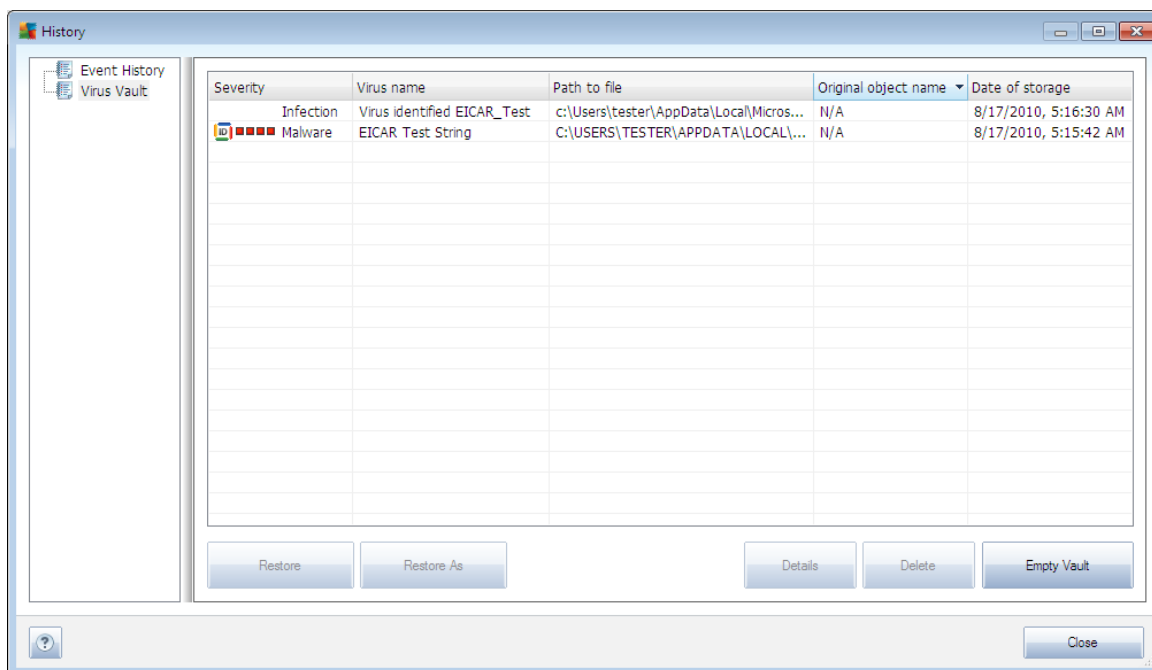 History
Event History
Virus Vault
Severity Virus name Path to file Original object name Date of storage
Infection Virus identified EICAR_Test c:\Users\tester\AppData\Local\Micros... N/A 8/17/2010, 5:16:30 AM
ID Malware EICAR Test String C:\USERS\TESTER\APPDATA\LOCAL\... N/A 8/17/2010, 5:15:42 AM
Restore Restore As Details Delete Empty Vault
? Close